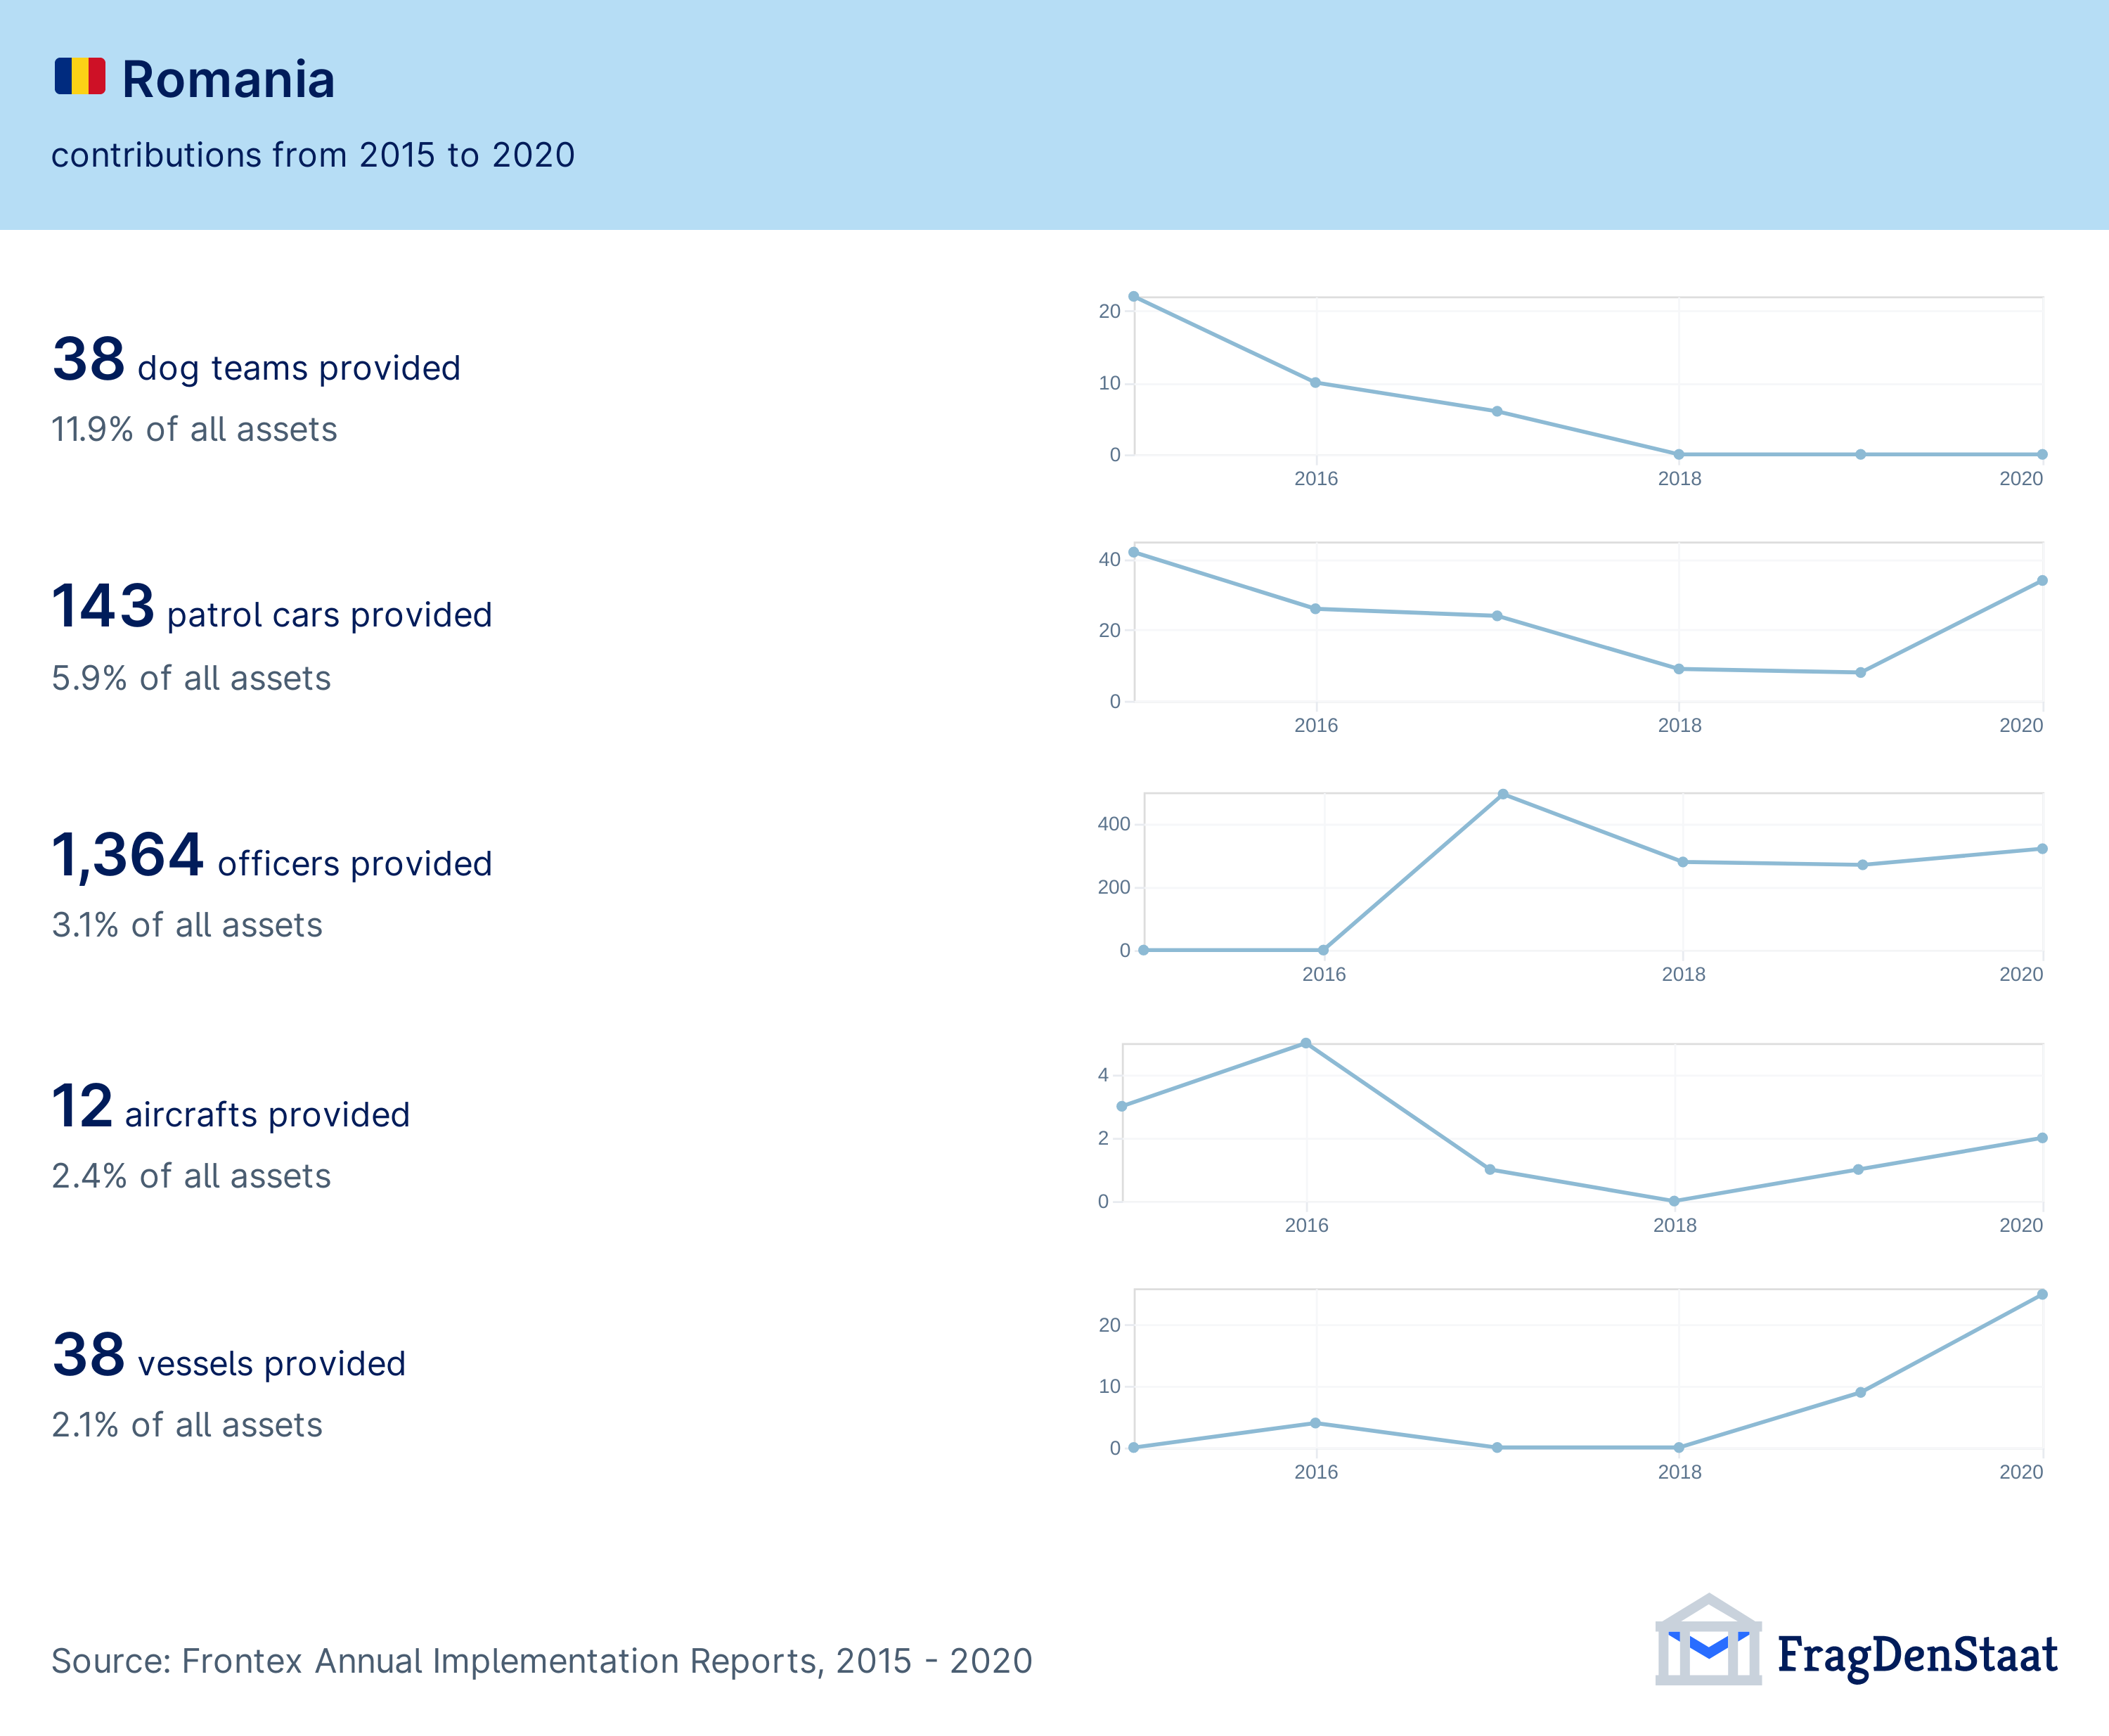 Romania
contributions from 2015 to 2020
38 dog teams provided
11.9% of all assets
20
10
0
2016 2018 2020
143 patrol cars provided
5.9% of all assets
40
20
0
2016 2018 2020
1,364 officers provided
3.1% of all assets
400
200
0
2016 2018 2020
12 aircrafts provided
2.4% of all assets
4
2
0
2016 2018 2020
38 vessels provided
2.1% of all assets
20
10
0
2016 2018 2020
Source: Frontex Annual Implementation Reports, 2015 - 2020
FragDenStaat